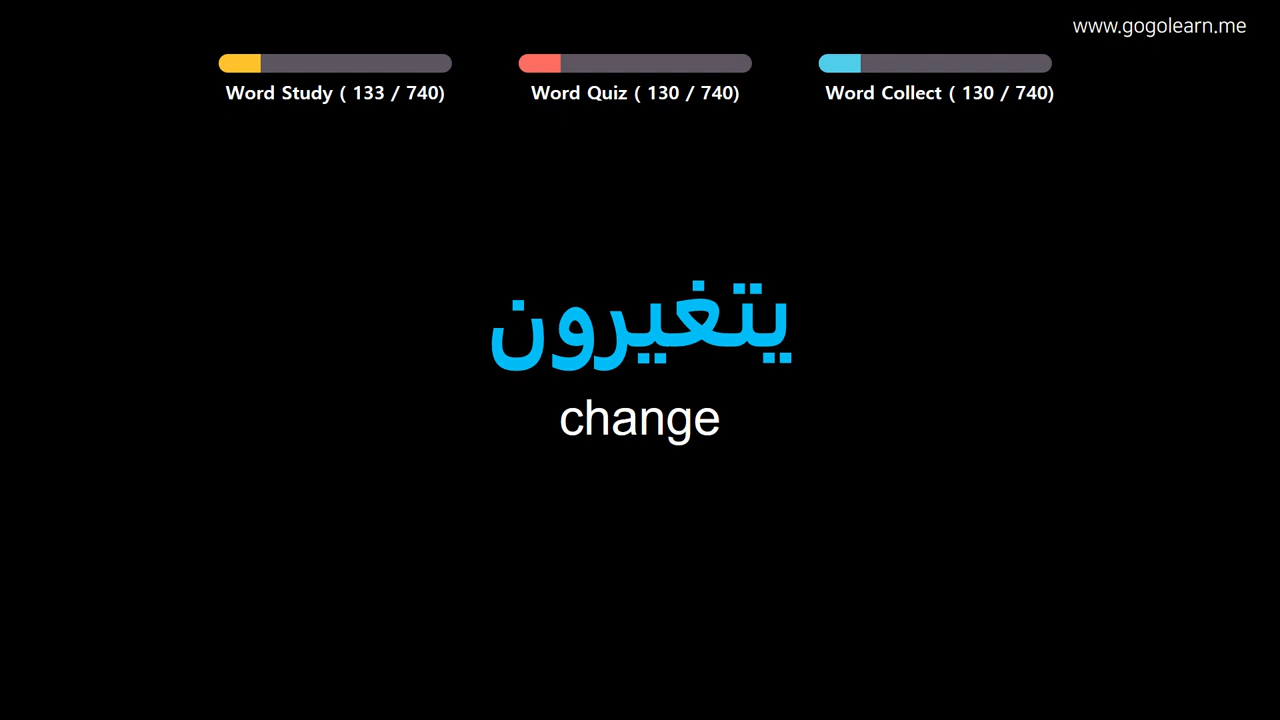 www.gogolearn.me
Word Study ( 133 / 740)
Word Quiz ( 130 / 740)
Word Collect ( 130 / 740)
يتغيرون
change